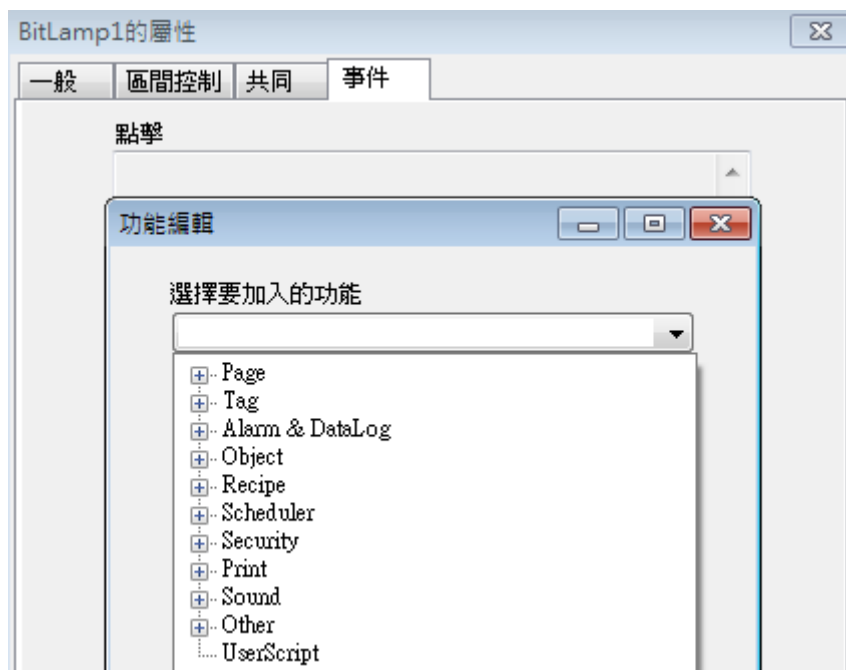 BitLamp1的屬性
一般 區間控制 共同 事件
點擊
功能編輯
選擇要加入的功能
Page
Tag
Alarm & DataLog
Object
Recipe
Scheduler
Security
Print
Sound
Other
UserScript